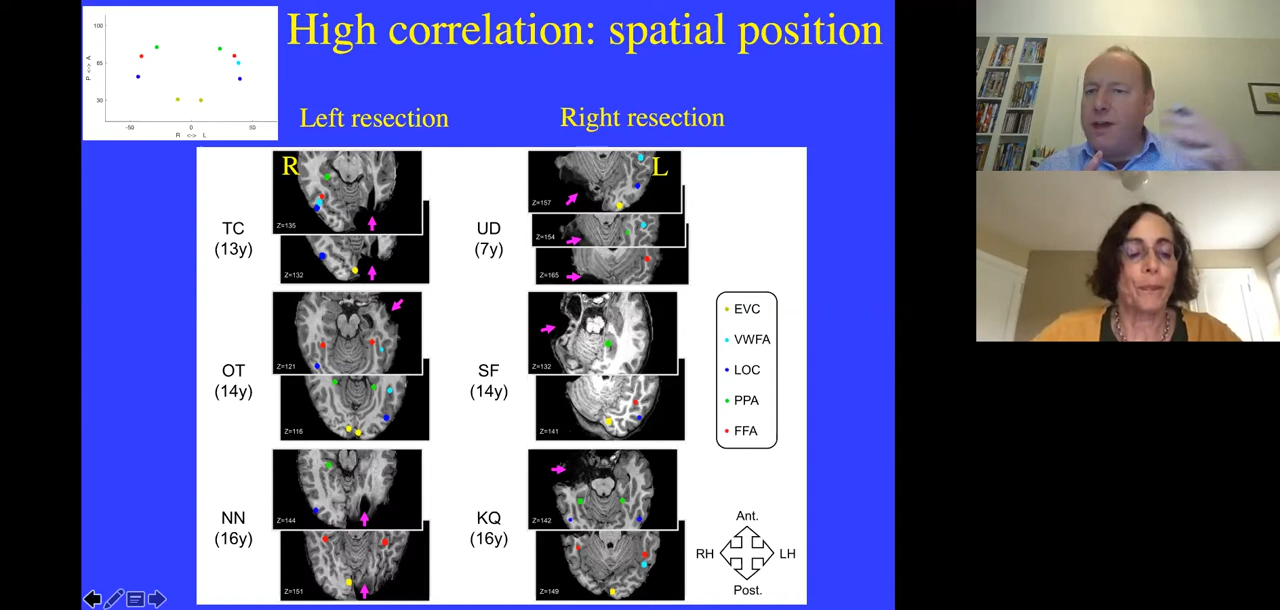 High correlation: spatial position
100
65
30
P <-> A
-50
0
50
R <-> L
Left resection
Right resection
R
L
TC
(13y)
Z=135
Z=132
UD
(7y)
Z=157
Z=154
Z=165
OT
(14y)
Z=121
Z=116
SF
(14y)
Z=132
Z=141
NN
(16y)
Z=144
Z=151
KQ
(16y)
Z=142
Z=149
EVC
VWFA
LOC
PPA
FFA
Ant.
RH
LH
Post.